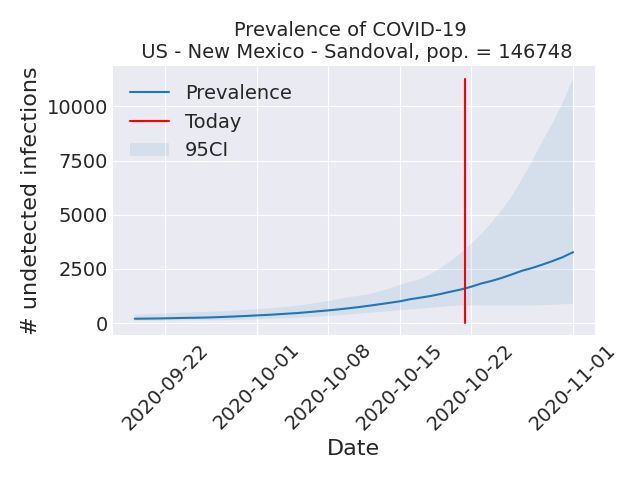 Prevalence of COVID-19
US - New Mexico - Sandoval, pop. = 146748
# undetected infections
10000
7500
5000
2500
0
Prevalence
Today
95CI
2020-09-22
2020-10-01
2020-10-08
2020-10-15
2020-10-22
2020-11-01
Date